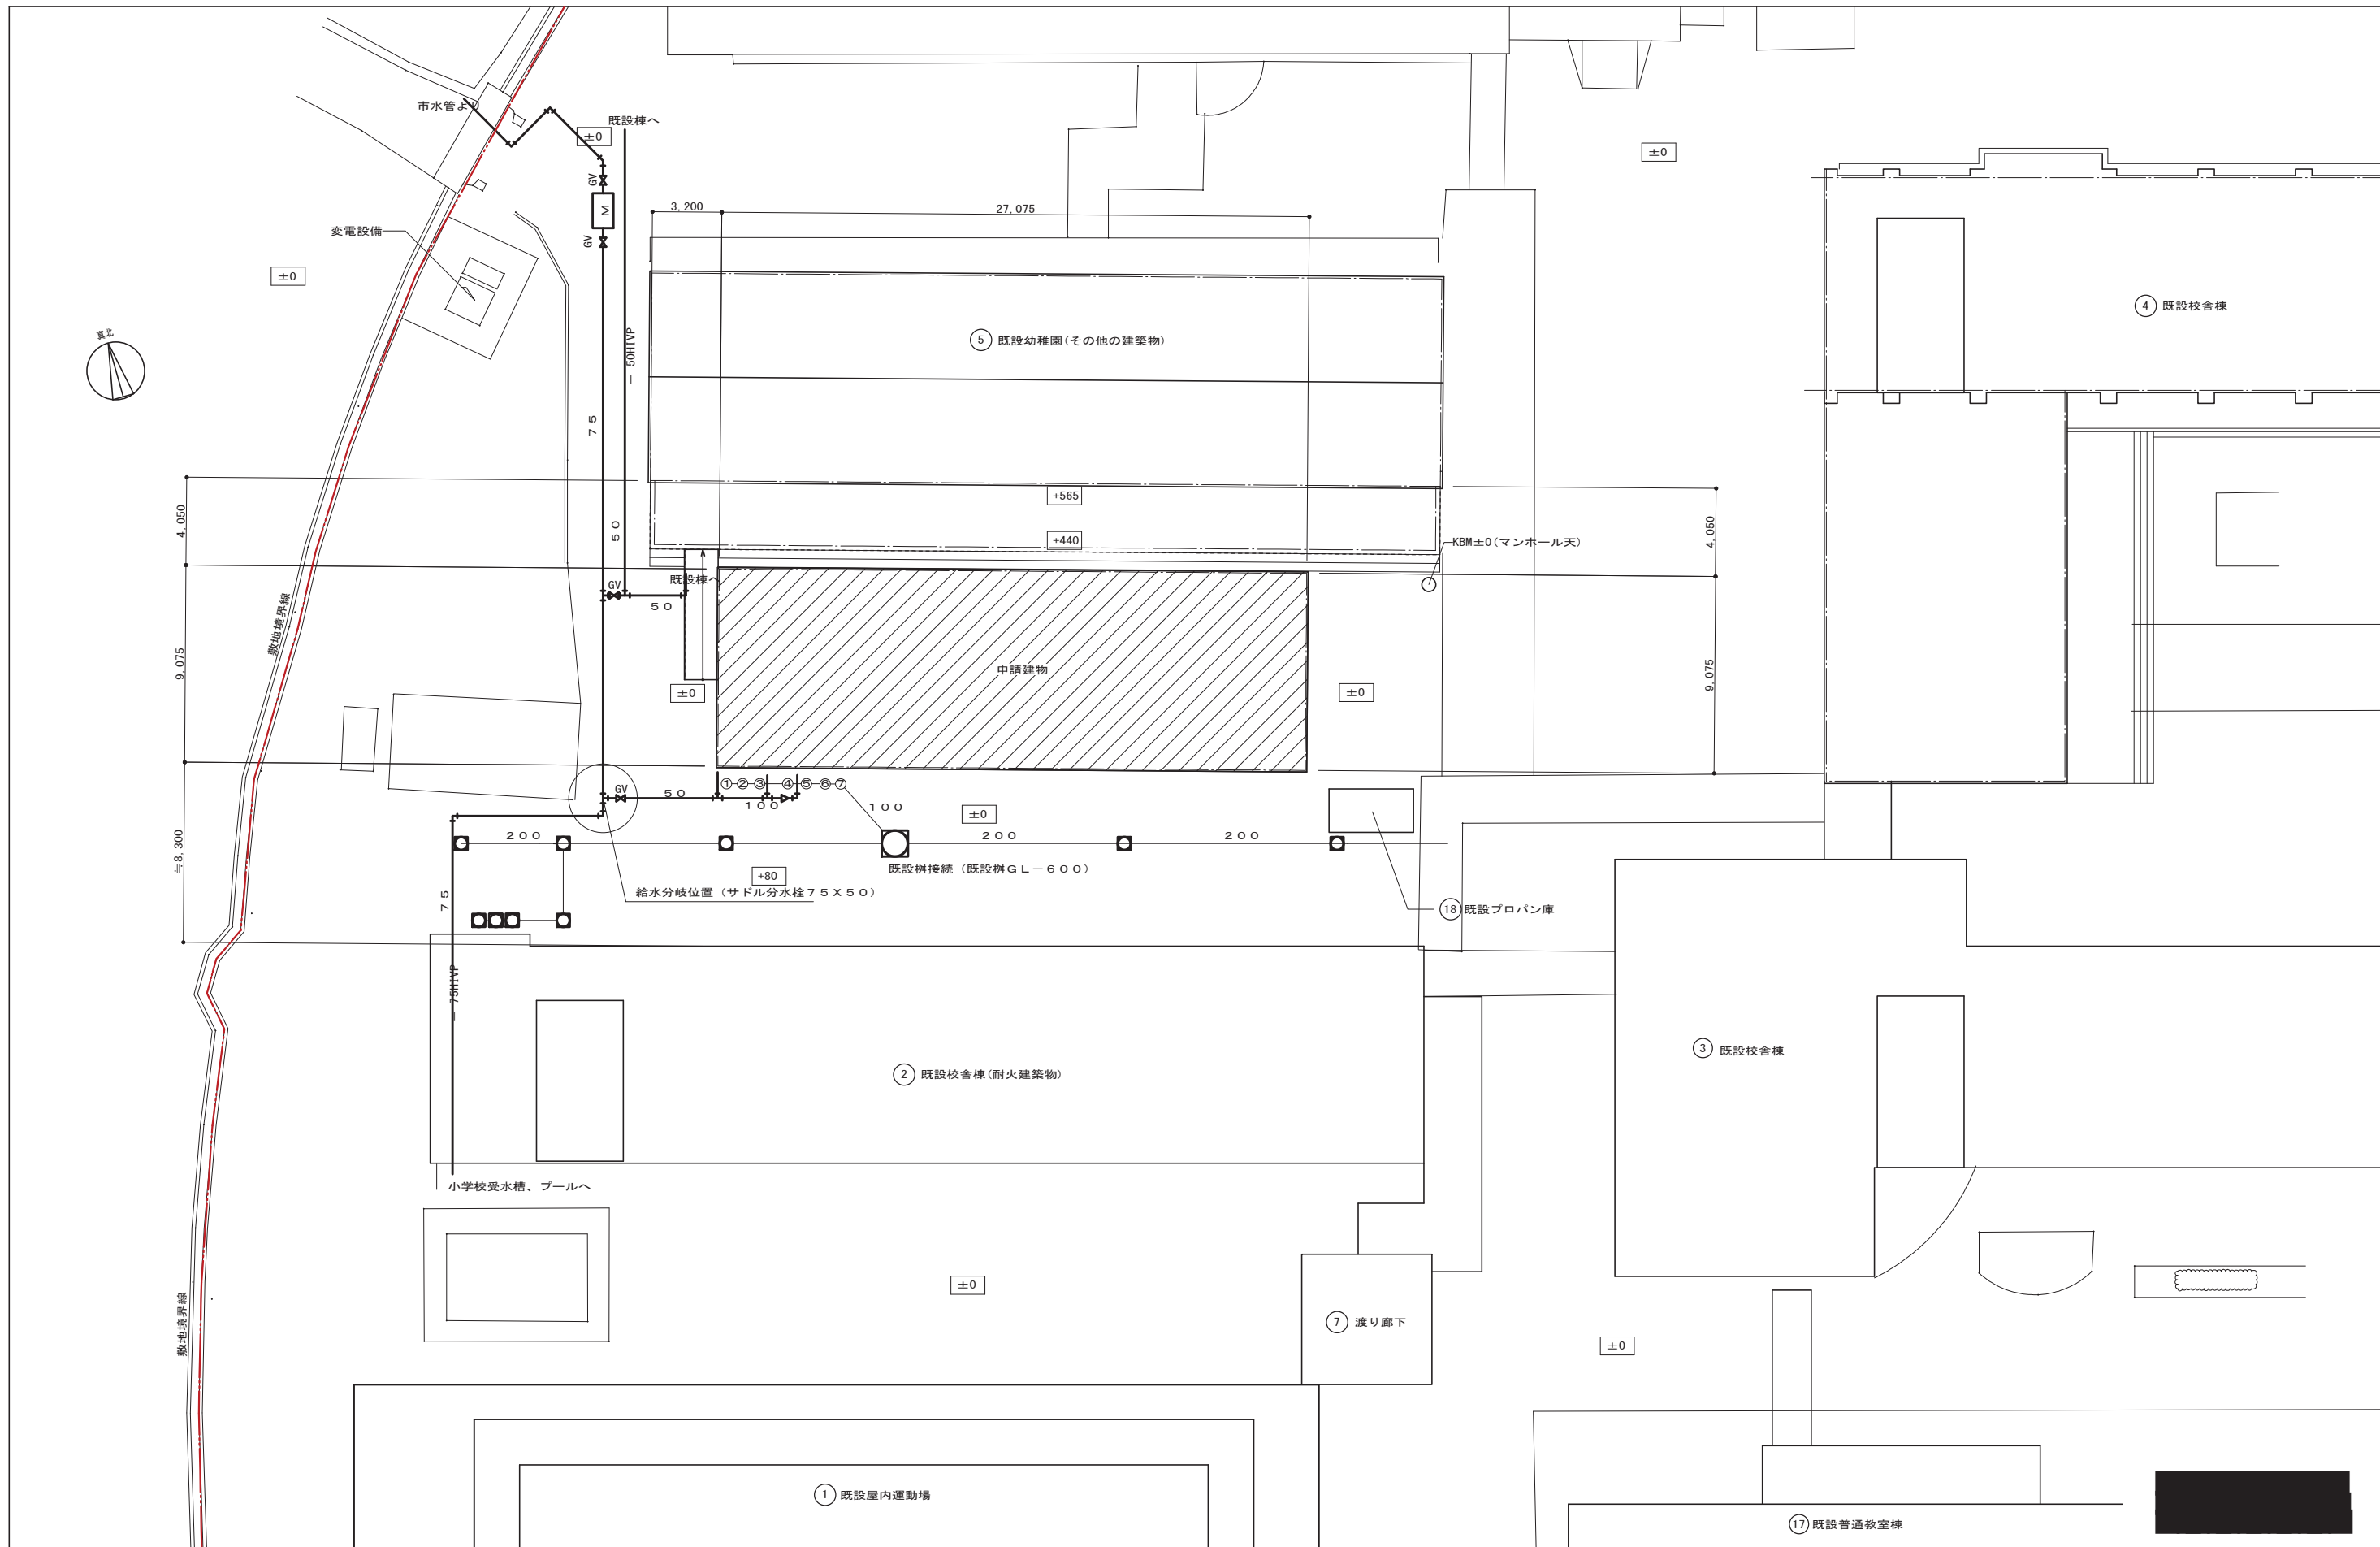 市水管より
既設棟へ
±0
±0
GV
M
GV
3,200
27,075
変電設備
±0
真北
50HIVP
75
50
⑤ 既設幼稚園(その他の建築物)
④ 既設校舎棟
+565
+440
KBM±0(マンホール天)
4,050
9,075
≒8,300
4,050
9,075
敷地境界線
既設棟へ
GV
50
申請建物
±0
±0
GV
50
①②③④⑤⑥⑦
100
100
±0
200
200
200
既設桝接続（既設桝GL－600）
+80
給水分岐位置（サドル分水栓75X50）
75
75HIVP
⑱ 既設プロパン庫
② 既設校舎棟(耐火建築物)
③ 既設校舎棟
小学校受水槽、プールへ
敷地境界線
±0
⑦ 渡り廊下
±0
① 既設屋内運動場
⑰ 既設普通教室棟